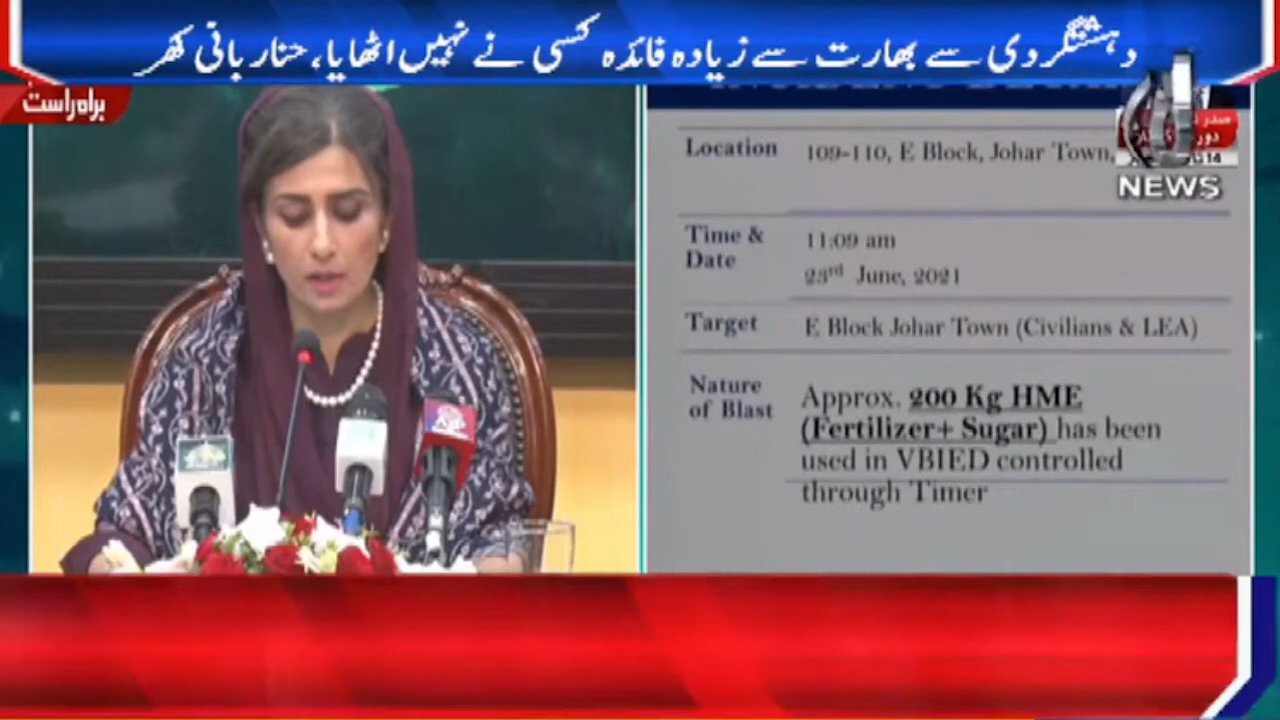 دہشتگردی سے بھارت سے زیادہ فائدہ کسی نے نہیں اٹھایا، حنا ربانی کھر
براہ راست
NEWS
Location
109-110, E Block, Johar Town,
Time &
Date
11:09 am
23rd June, 2021
Target
E Block Johar Town (Civilians & LEA)
Nature
of Blast
Approx. 200 Kg HME
(Fertilizer+ Sugar) has been
used in VBIED controlled
through Timer